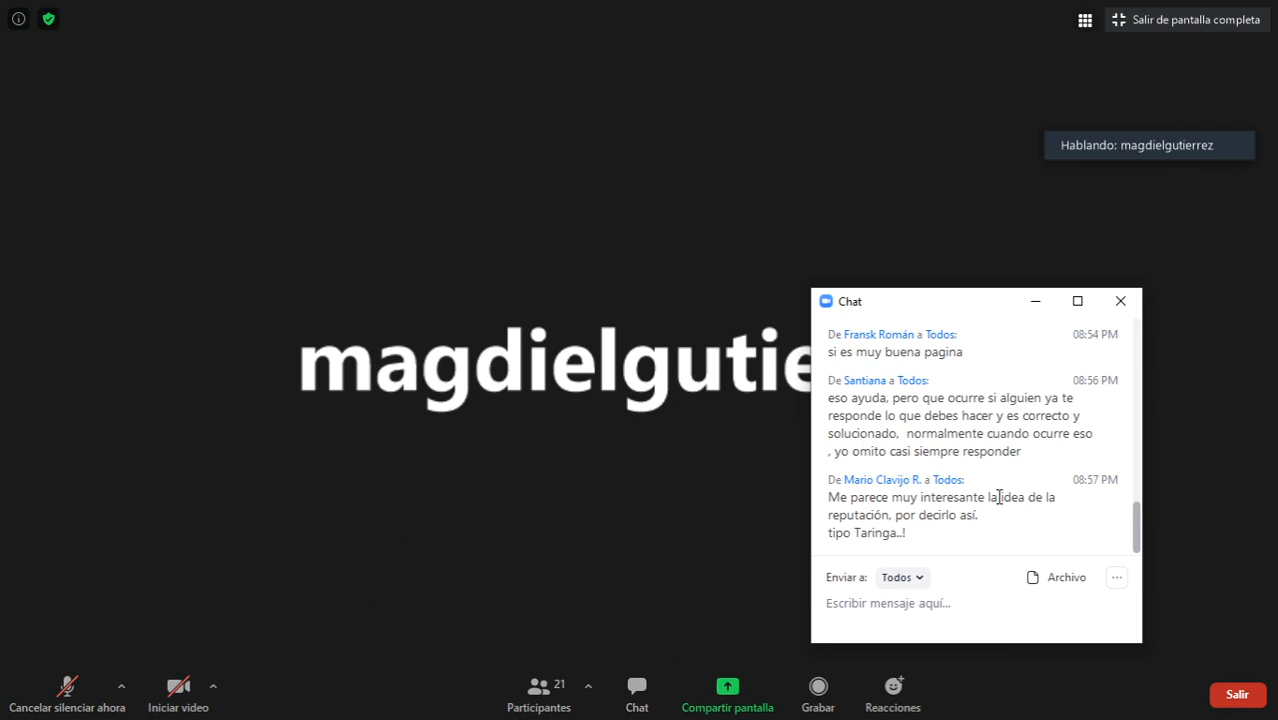 Salir de pantalla completa
Hablando: magdielgutierrez
magdielgutie
Chat
De Fransk Román a Todos: 08:54 PM
si es muy buena pagina
De Santiana a Todos: 08:56 PM
eso ayuda, pero que ocurre si alguien ya te
responde lo que debes hacer y es correcto y
solucionado, normalmente cuando ocurre eso
, yo omito casi siempre responder
De Mario Clavijo R. a Todos: 08:57 PM
Me parece muy interesante la idea de la
reputación, por decirlo así.
tipo Taringa..!
Enviar a: Todos Archivo ...
Escribir mensaje aquí...
Cancelar silenciar ahora
Iniciar video
21
Participantes
Chat
Compartir pantalla
Grabar
Reacciones
Salir